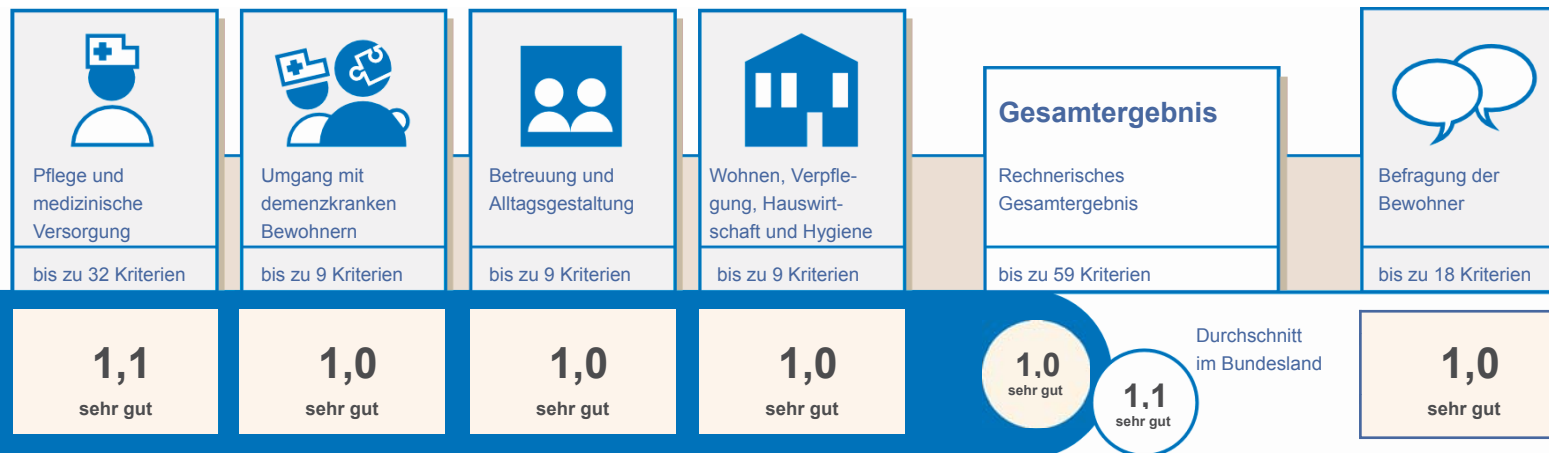 Pflege und
medizinische
Versorgung
bis zu 32 Kriterien
1,1
sehr gut
Umgang mit
demenzkranken
Bewohnern
bis zu 9 Kriterien
1,0
sehr gut
Betreuung und
Alltagsgestaltung
bis zu 9 Kriterien
1,0
sehr gut
Wohnen, Verpfle-
gung, Hauswirt-
schaft und Hygiene
bis zu 9 Kriterien
1,0
sehr gut
Gesamtergebnis
Rechnerisches
Gesamtergebnis
bis zu 59 Kriterien
1,0
sehr gut
Durchschnitt
im Bundesland
1,1
sehr gut
Befragung der
Bewohner
bis zu 18 Kriterien
1,0
sehr gut